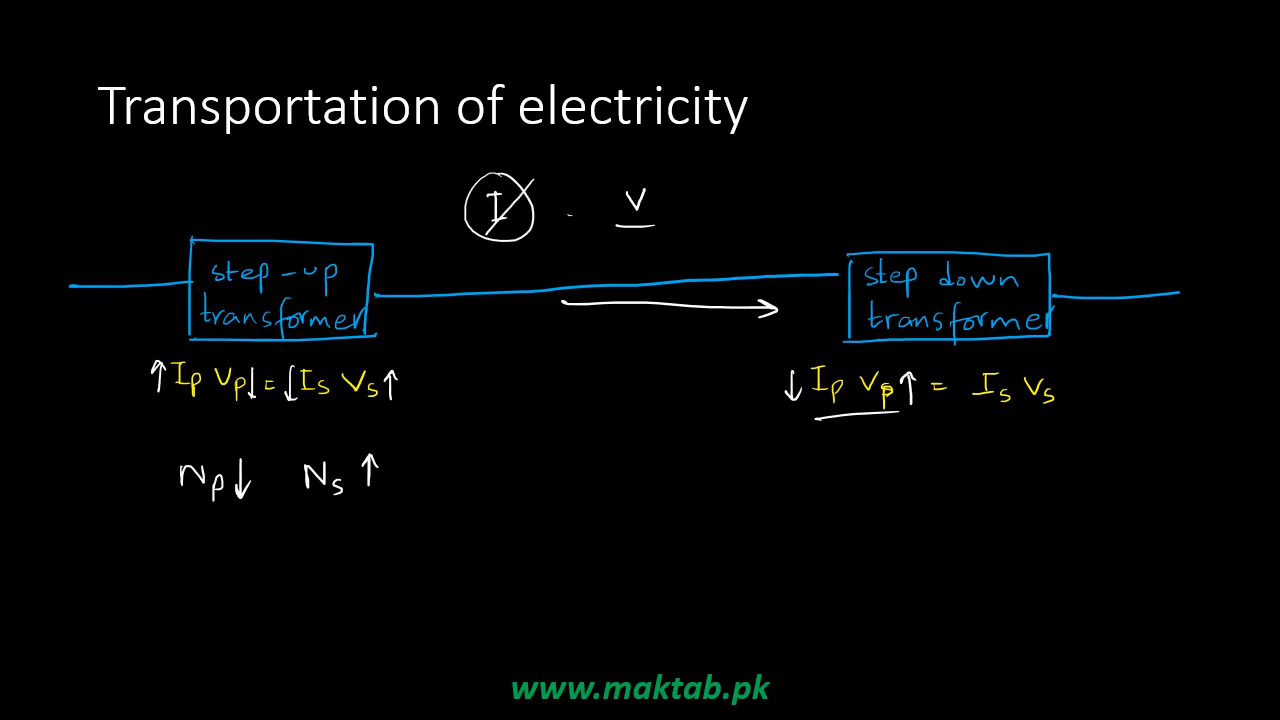 Transportation of electricity
I . V
step-up
transformer
step down
transformer
↑Ip Vp↓ = ↓Is Vs↑
↓Ip Vp↑ = Is Vs
Np↓ Ns↑
www.maktab.pk